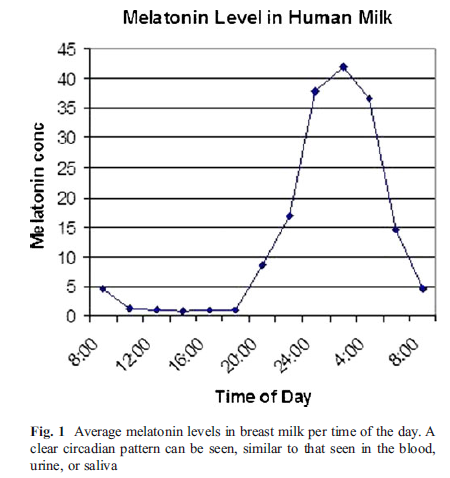 Melatonin Level in Human Milk
45
40
35
30
25
20
15
10
5
0
Melatonin conc
8:00
12:00
16:00
20:00
24:00
4:00
8:00
Time of Day
Fig. 1 Average melatonin levels in breast milk per time of the day. A
clear circadian pattern can be seen, similar to that seen in the blood,
urine, or saliva